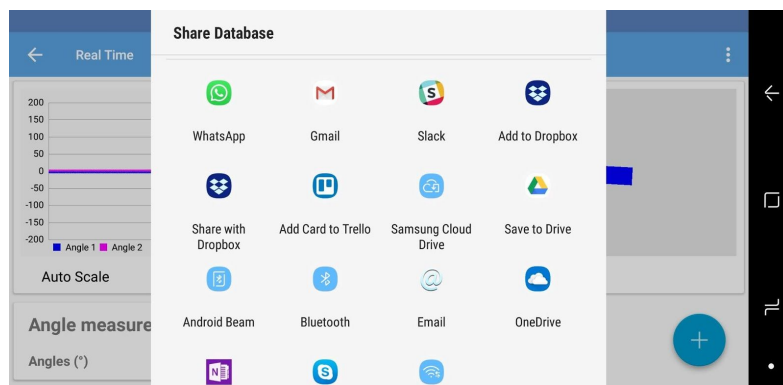 Share Database
Real Time
WhatsApp
Gmail
Slack
Add to Dropbox
Share with
Dropbox
Add Card to Trello
Samsung Cloud
Drive
Save to Drive
Android Beam
Bluetooth
Email
OneDrive
200
150
100
50
0
-50
-100
-150
-200
Angle 1 Angle 2
Auto Scale
Angle measure
Angles (°)